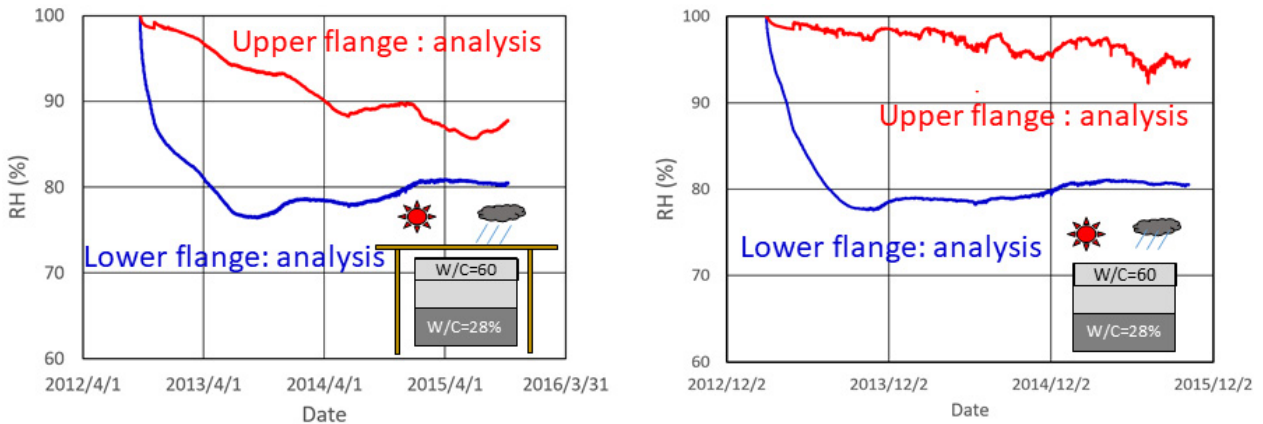 100
90
80
70
60
RH (%)
Upper flange : analysis
Lower flange: analysis
W/C=60
W/C=28%
2012/4/1
2013/4/1
2014/4/1
2015/4/1
2016/3/31
Date
100
90
80
70
60
RH (%)
Upper flange : analysis
Lower flange: analysis
W/C=60
W/C=28%
2012/12/2
2013/12/2
2014/12/2
2015/12/2
Date